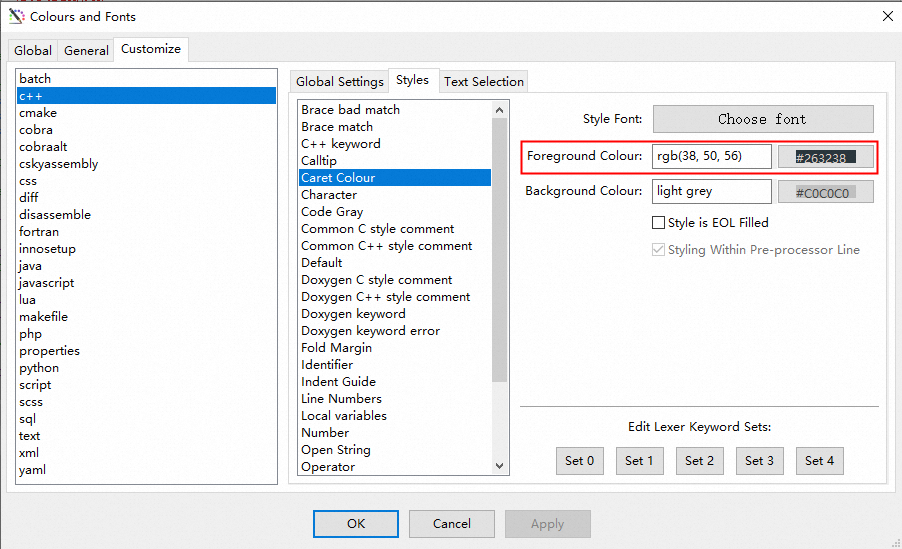 Colours and Fonts
Global
General
Customize
batch
c++
cmake
cobra
cobraalt
cskyassembly
css
diff
disassemble
fortran
innosetup
java
javascript
lua
makefile
php
properties
python
script
scss
sql
text
xml
yaml
Global Settings
Styles
Text Selection
Brace bad match
Brace match
C++ keyword
Calltip
Caret Colour
Character
Code Gray
Common C style comment
Common C++ style comment
Default
Doxygen C style comment
Doxygen C++ style comment
Doxygen keyword
Doxygen keyword error
Fold Margin
Identifier
Indent Guide
Line Numbers
Local variables
Number
Open String
Operator
Style Font:
Choose font
Foreground Colour:
rgb(38, 50, 56)
#263238
Background Colour:
light grey
#C0C0C0
Style is EOL Filled
Styling Within Pre-processor Line
Edit Lexer Keyword Sets:
Set 0
Set 1
Set 2
Set 3
Set 4
OK
Cancel
Apply